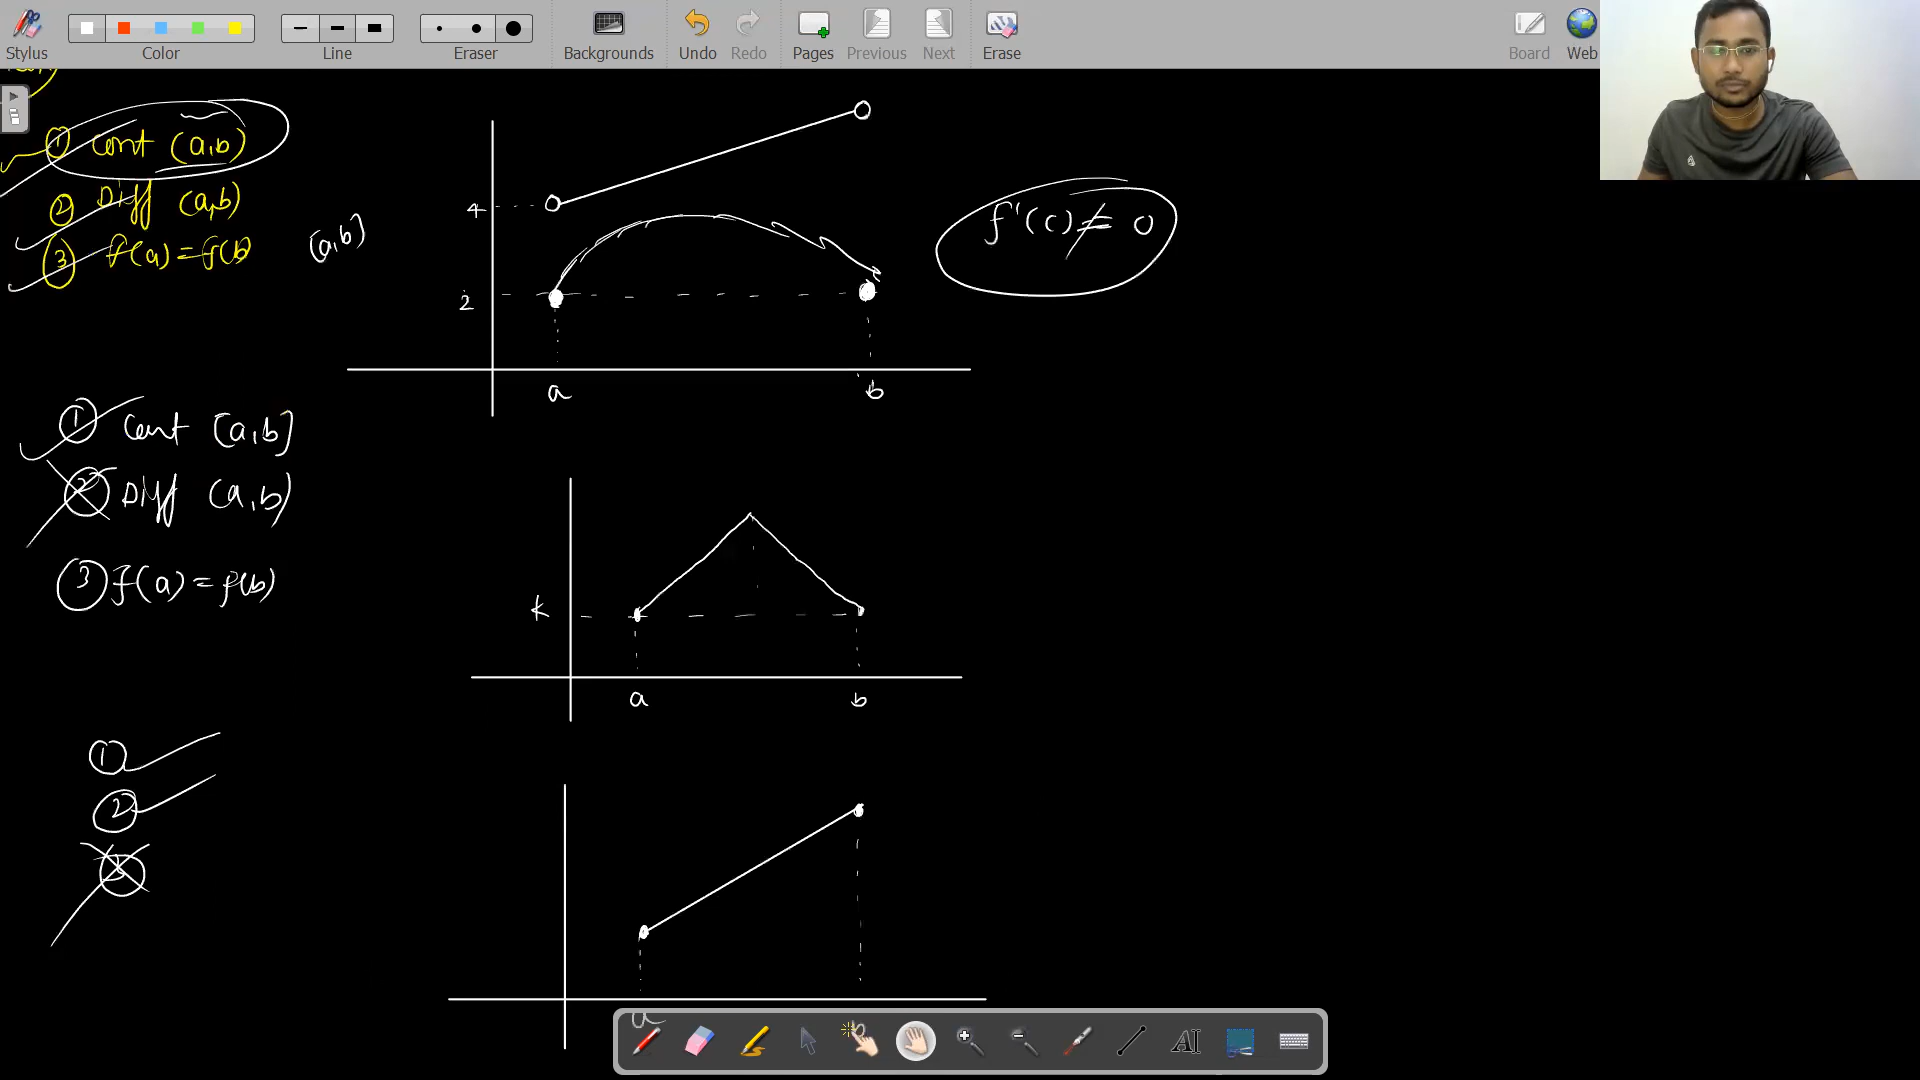 Stylus
Color
Line
Eraser
Backgrounds
Undo
Redo
Pages
Previous
Next
Erase
Board
Web
① Cont (a,b)
② Diff (a,b)
③ f(a) = f(b)
(a,b)
4
2
a
b
f'(c) ≠ 0
① Cont [a,b]
② Diff (a,b)
③ f(a) = f(b)
k
a
b
①
②
③
a
AI